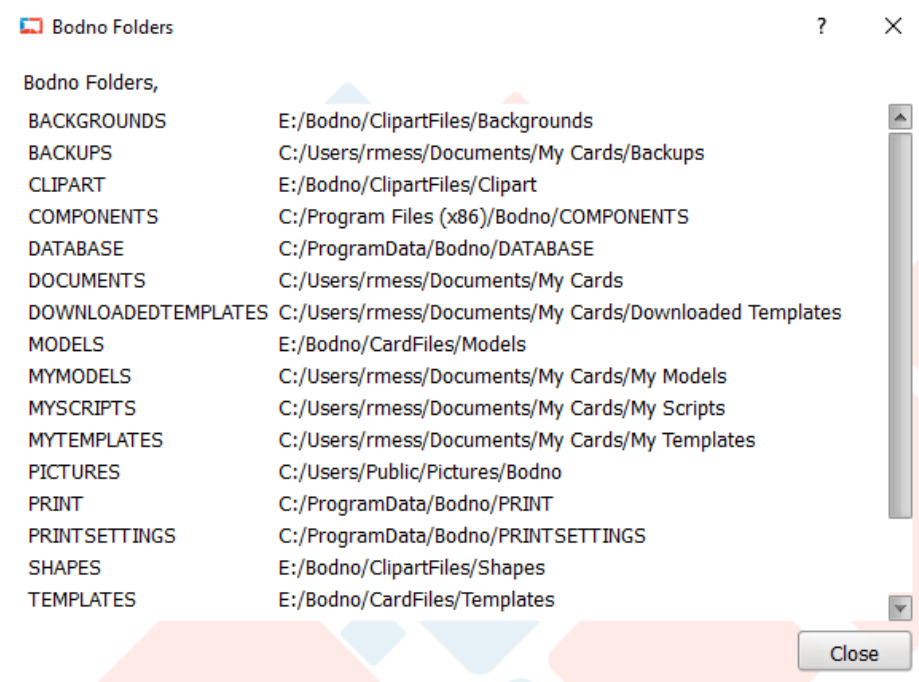 Bodno Folders
?
Bodno Folders,
BACKGROUNDS E:/Bodno/ClipartFiles/Backgrounds
BACKUPS C:/Users/rmess/Documents/My Cards/Backups
CLIPART E:/Bodno/ClipartFiles/Clipart
COMPONENTS C:/Program Files (x86)/Bodno/COMPONENTS
DATABASE C:/ProgramData/Bodno/DATABASE
DOCUMENTS C:/Users/rmess/Documents/My Cards
DOWNLOADEDTEMPLATES C:/Users/rmess/Documents/My Cards/Downloaded Templates
MODELS E:/Bodno/CardFiles/Models
MYMODELS C:/Users/rmess/Documents/My Cards/My Models
MYSCRIPTS C:/Users/rmess/Documents/My Cards/My Scripts
MYTEMPLATES C:/Users/rmess/Documents/My Cards/My Templates
PICTURES C:/Users/Public/Pictures/Bodno
PRINT C:/ProgramData/Bodno/PRINT
PRINTSETTINGS C:/ProgramData/Bodno/PRINTSETTINGS
SHAPES E:/Bodno/ClipartFiles/Shapes
TEMPLATES E:/Bodno/CardFiles/Templates
Close